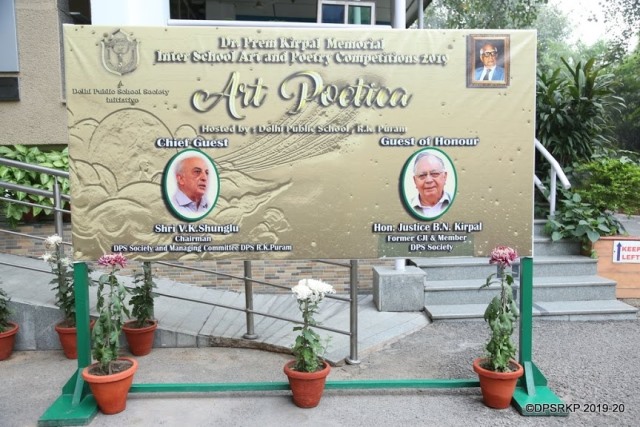 Dr. Prem Kirpal Memorial
Inter School Art and Poetry Competitions 2019
Delhi Public School Society
Initiative
Art Poetica
Hosted by : Delhi Public School , R.K. Puram
Chief Guest
Guest of Honour
Shri V.K.Shunglu
Chairman
DPS Society and Managing Committee DPS R.K.Puram
Hon. Justice B.N. Kirpal
Former CJI & Member
DPS Society
KEEP
LEFT
©DPSRKP 2019-20